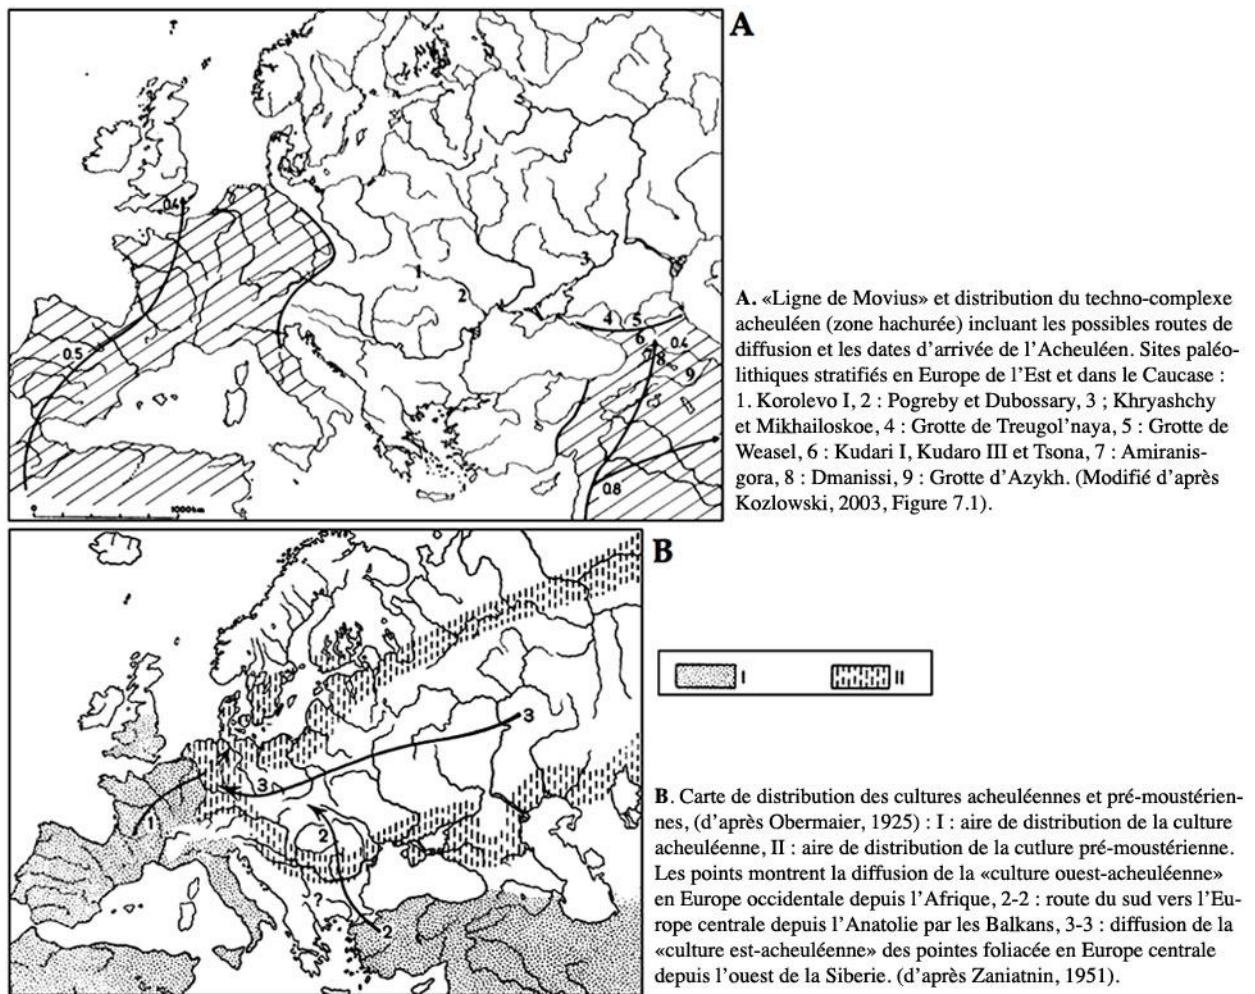 A
0.4
0.5
1
2
3
4
5
6
7
8
9
0.4
0.8
0
1000km
A. «Ligne de Movius» et distribution du techno-complexe
acheuléen (zone hachurée) incluant les possibles routes de
diffusion et les dates d'arrivée de l'Acheuléen. Sites paléo-
lithiques stratifiés en Europe de l'Est et dans le Caucase :
1. Korolevo I, 2 : Pogreby et Dubossary, 3 ; Khryashchy
et Mikhailoskoe, 4 : Grotte de Treugol'naya, 5 : Grotte de
Weasel, 6 : Kudari I, Kudaro III et Tsona, 7 : Amiranis-
gora, 8 : Dmanissi, 9 : Grotte d'Azykh. (Modifié d'après
Kozlowski, 2003, Figure 7.1).
B
3
3
1
2
?
2
I
II
B. Carte de distribution des cultures acheuléennes et pré-moustérien-
nes, (d'après Obermaier, 1925) : I : aire de distribution de la culture
acheuléenne, II : aire de distribution de la cutlure pré-moustérienne.
Les points montrent la diffusion de la «culture ouest-acheuléenne»
en Europe occidentale depuis l'Afrique, 2-2 : route du sud vers l'Eu-
rope centrale depuis l'Anatolie par les Balkans, 3-3 : diffusion de la
«culture est-acheuléenne» des pointes foliacée en Europe centrale
depuis l'ouest de la Siberie. (d'après Zaniatnin, 1951).